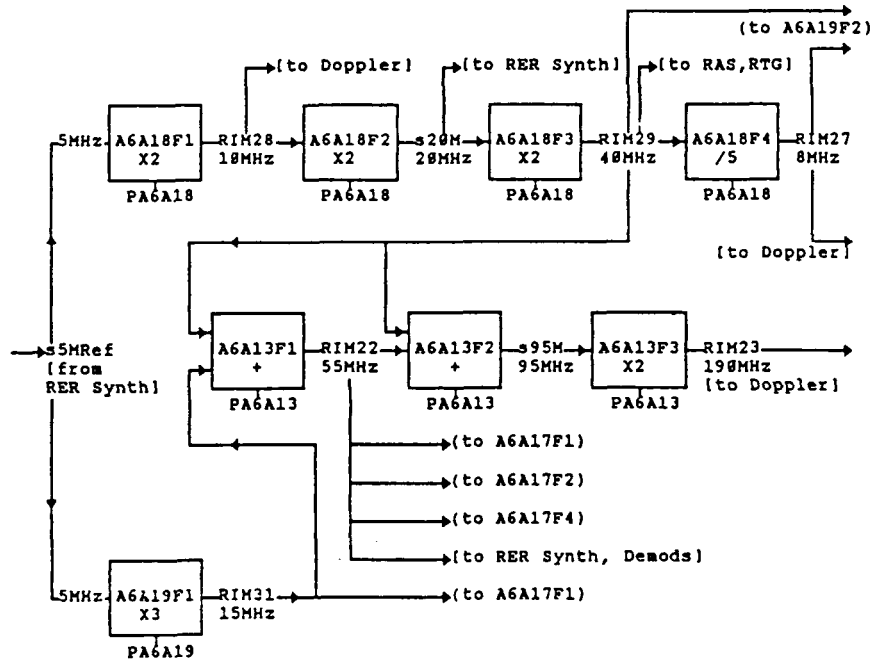 (to A6A19F2)
[to Doppler]
[to RER Synth]
[to RAS,RTG]
5MHz
A6A18F1
X2
RIM28
10MHz
A6A18F2
X2
s20M
20MHz
A6A18F3
X2
RIM29
40MHz
A6A18F4
/5
RIM27
8MHz
PA6A18
PA6A18
PA6A18
PA6A18
[to Doppler]
s5MRef
[from
RER Synth]
A6A13F1
+
RIM22
55MHz
A6A13F2
+
s95M
95MHz
A6A13F3
X2
RIM23
190MHz
[to Doppler]
PA6A13
PA6A13
PA6A13
(to A6A17F1)
(to A6A17F2)
(to A6A17F4)
[to RER Synth, Demods]
5MHz
A6A19F1
X3
RIM31
15MHz
(to A6A17F1)
PA6A19